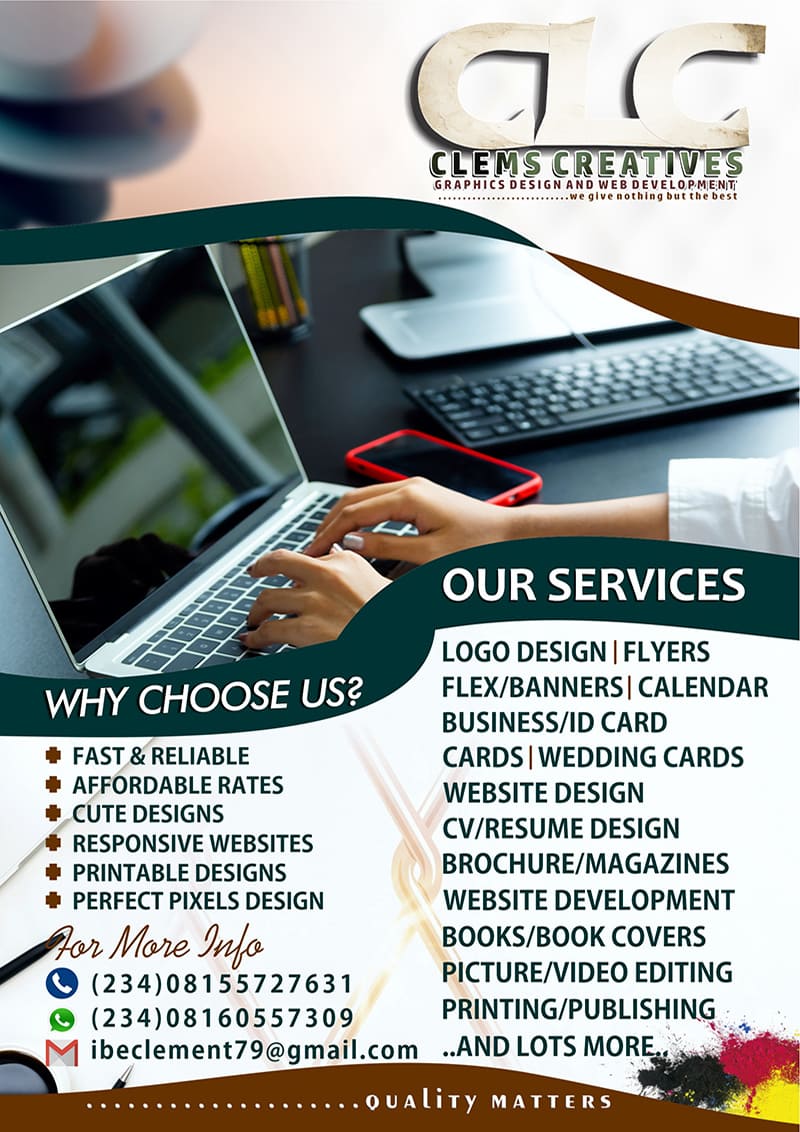 CLC
CLEMS CREATIVES
GRAPHICS DESIGN AND WEB DEVELOPMENT
..........................we give nothing but the best
OUR SERVICES
LOGO DESIGN|FLYERS
FLEX/BANNERS|CALENDAR
BUSINESS/ID CARD
CARDS|WEDDING CARDS
WEBSITE DESIGN
CV/RESUME DESIGN
BROCHURE/MAGAZINES
WEBSITE DEVELOPMENT
BOOKS/BOOK COVERS
PICTURE/VIDEO EDITING
PRINTING/PUBLISHING
..AND LOTS MORE..
WHY CHOOSE US?
FAST & RELIABLE
AFFORDABLE RATES
CUTE DESIGNS
RESPONSIVE WEBSITES
PRINTABLE DESIGNS
PERFECT PIXELS DESIGN
For More Info
(234)08155727631
(234)08160557309
ibeclement79@gmail.com
.....................QUALITY MATTERS